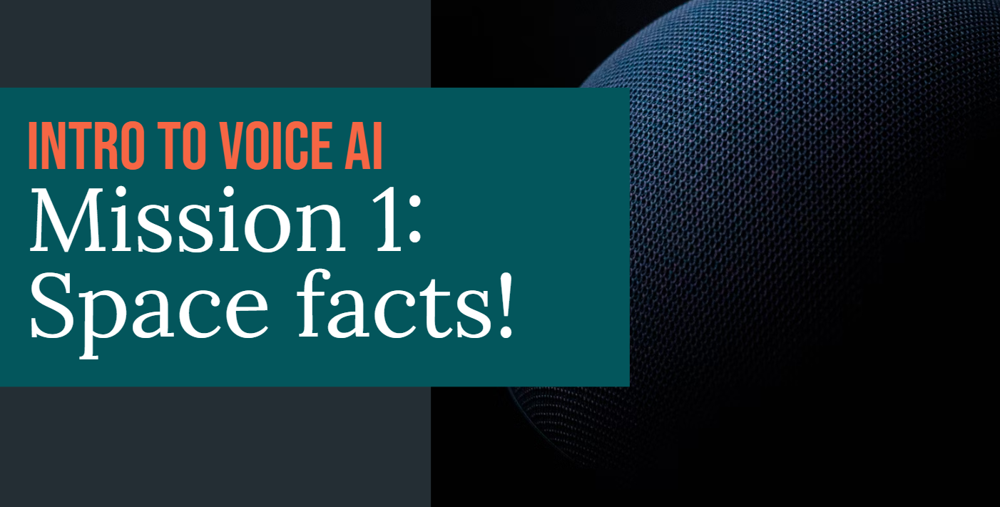 INTRO TO VOICE AI
Mission 1:
Space facts!